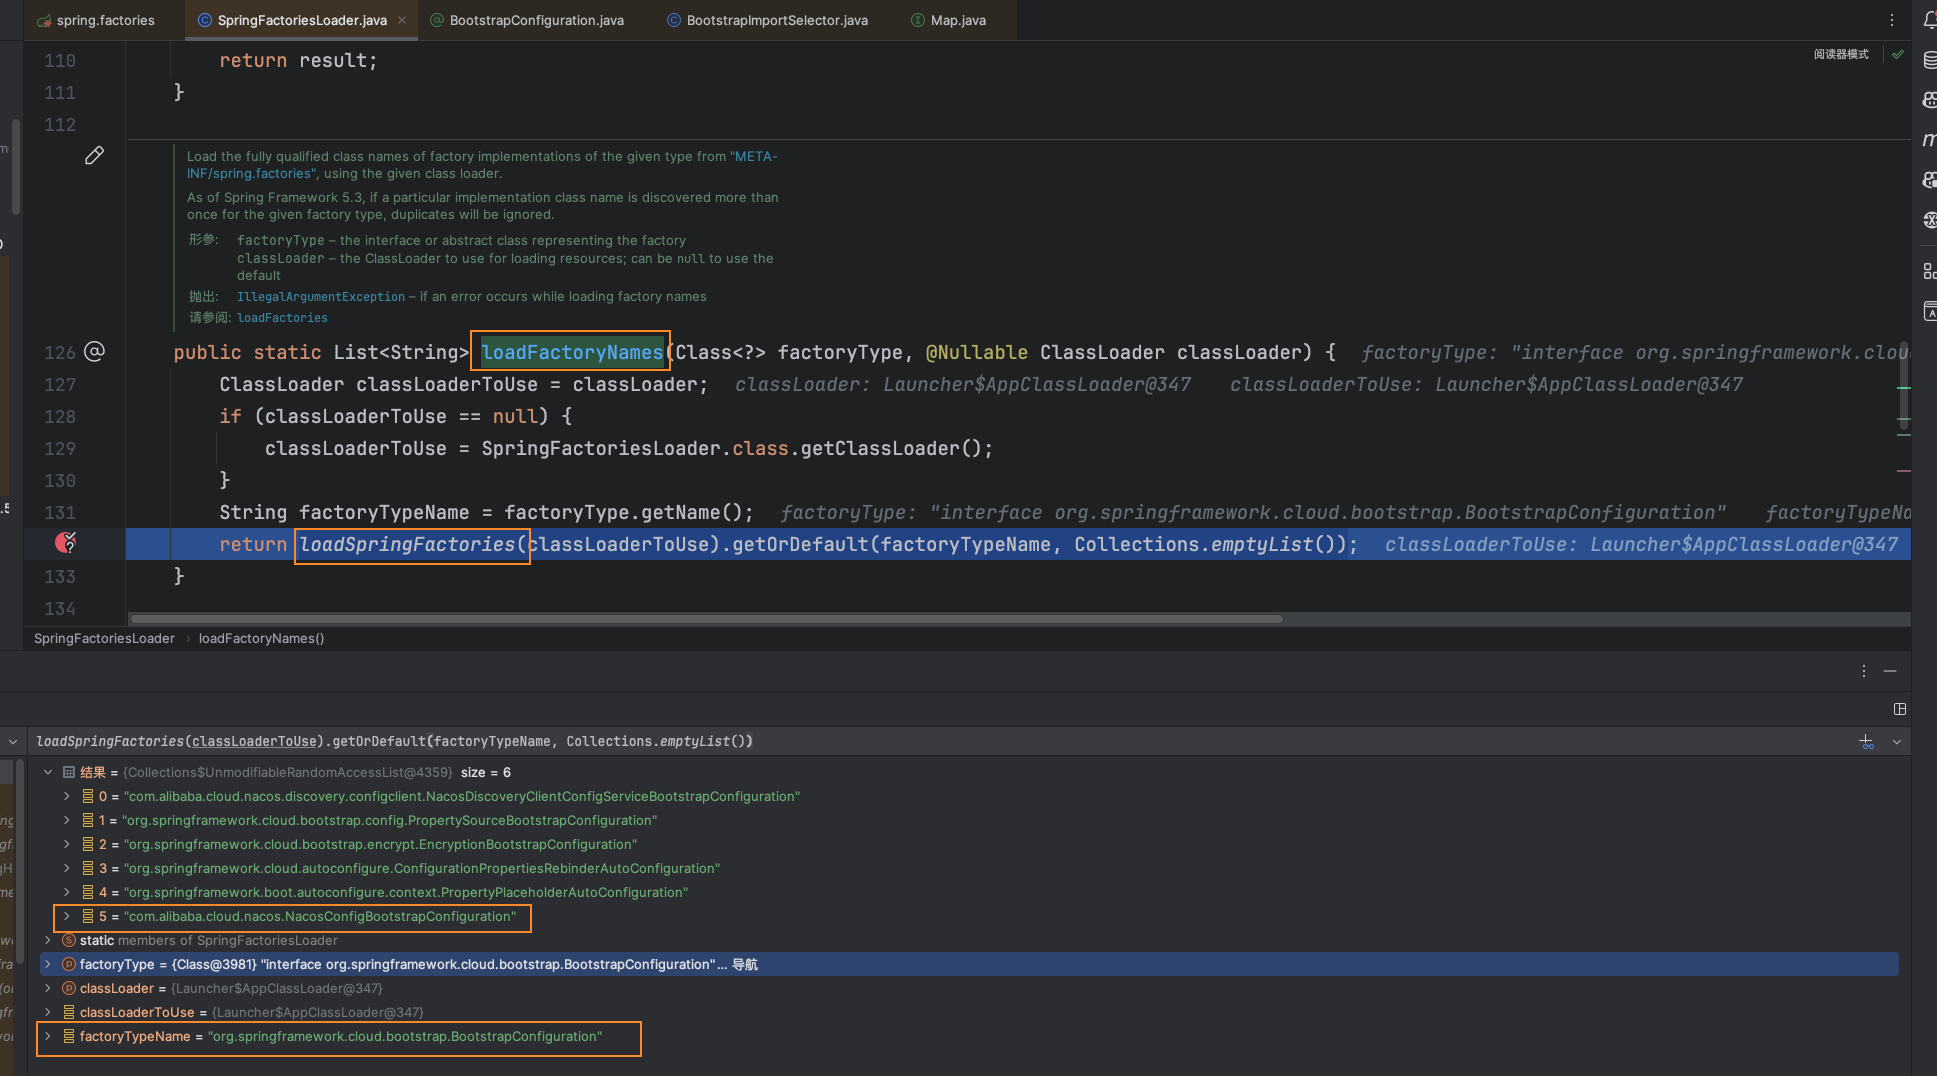 spring.factories
SpringFactoriesLoader.java
BootstrapConfiguration.java
BootstrapImportSelector.java
Map.java
阅读器模式
110 return result;
111 }
112
Load the fully qualified class names of factory implementations of the given type from "META-
INF/spring.factories", using the given class loader.
As of Spring Framework 5.3, if a particular implementation class name is discovered more than
once for the given factory type, duplicates will be ignored.
形参: factoryType – the interface or abstract class representing the factory
classLoader – the ClassLoader to use for loading resources; can be null to use the
default
抛出: IllegalArgumentException – if an error occurs while loading factory names
请参阅: loadFactories
126 public static List<String> loadFactoryNames(Class<?> factoryType, @Nullable ClassLoader classLoader) { factoryType: "interface org.springframework.clou
127 ClassLoader classLoaderToUse = classLoader; classLoader: Launcher$AppClassLoader@347 classLoaderToUse: Launcher$AppClassLoader@347
128 if (classLoaderToUse == null) {
129 classLoaderToUse = SpringFactoriesLoader.class.getClassLoader();
130 }
131 String factoryTypeName = factoryType.getName(); factoryType: "interface org.springframework.cloud.bootstrap.BootstrapConfiguration" factoryTypeNa
return loadSpringFactories(classLoaderToUse).getOrDefault(factoryTypeName, Collections.emptyList()); classLoaderToUse: Launcher$AppClassLoader@347
133 }
134
SpringFactoriesLoader › loadFactoryNames()
loadSpringFactories(classLoaderToUse).getOrDefault(factoryTypeName, Collections.emptyList())
结果 = {Collections$UnmodifiableRandomAccessList@4359} size = 6
0 = "com.alibaba.cloud.nacos.discovery.configclient.NacosDiscoveryClientConfigServiceBootstrapConfiguration"
1 = "org.springframework.cloud.bootstrap.config.PropertySourceBootstrapConfiguration"
2 = "org.springframework.cloud.bootstrap.encrypt.EncryptionBootstrapConfiguration"
3 = "org.springframework.cloud.autoconfigure.ConfigurationPropertiesRebinderAutoConfiguration"
4 = "org.springframework.boot.autoconfigure.context.PropertyPlaceholderAutoConfiguration"
5 = "com.alibaba.cloud.nacos.NacosConfigBootstrapConfiguration"
static members of SpringFactoriesLoader
factoryType = {Class@3981} "interface org.springframework.cloud.bootstrap.BootstrapConfiguration"... 导航
classLoader = {Launcher$AppClassLoader@347}
classLoaderToUse = {Launcher$AppClassLoader@347}
factoryTypeName = "org.springframework.cloud.bootstrap.BootstrapConfiguration"